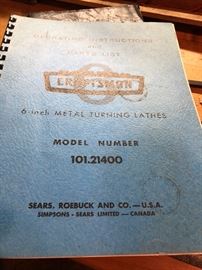 OPERATING INSTRUCTIONS
and
PARTS LIST
CRAFTSMAN
6-inch METAL TURNING LATHES
MODEL NUMBER
101.21400
SEARS, ROEBUCK AND CO.—U.S.A.
SIMPSONS-SEARS LIMITED—CANADA